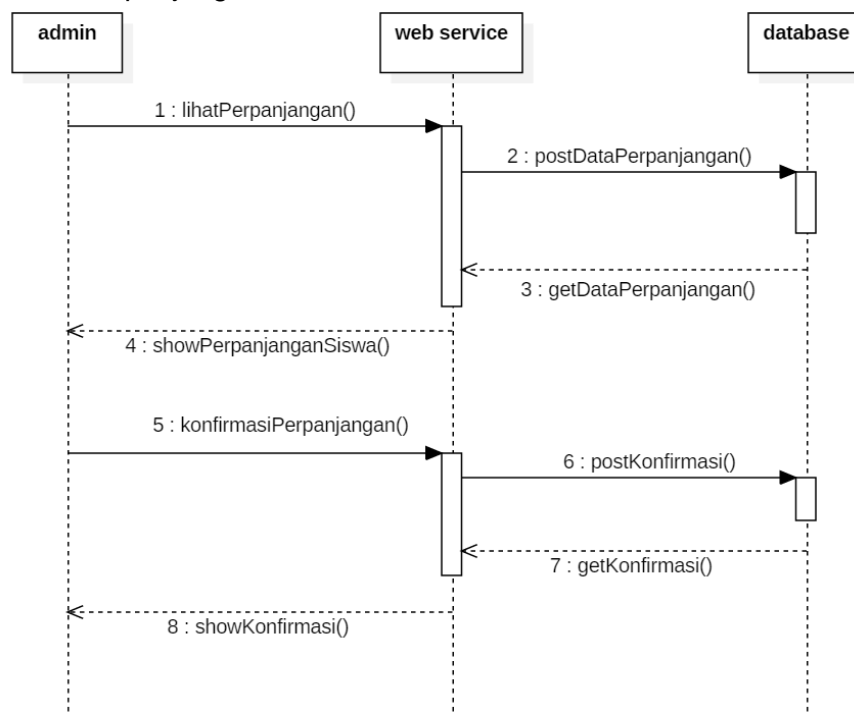 admin
web service
database
1 : lihatPerpanjangan()
2 : postDataPerpanjangan()
3 : getDataPerpanjangan()
4 : showPerpanjanganSiswa()
5 : konfirmasiPerpanjangan()
6 : postKonfirmasi()
7 : getKonfirmasi()
8 : showKonfirmasi()